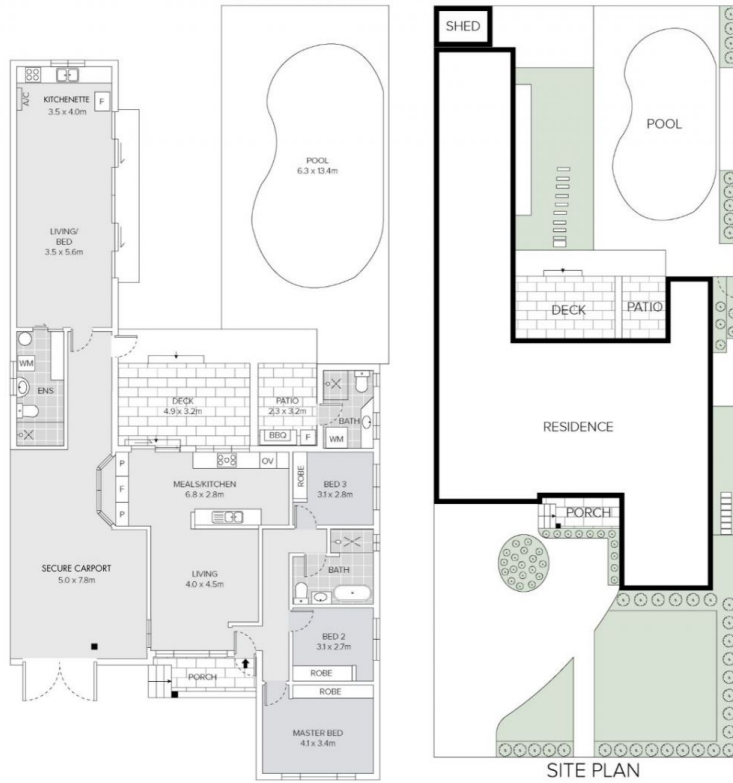 KITCHENETTE
3.5 x 4.0m
A/C
F
LIVING/
BED
3.5 x 5.6m
WM
ENS
POOL
6.3 x 13.4m
DECK
4.9 x 3.2m
PATIO
2.3 x 3.2m
BBQ
F
BATH
WM
P
F
P
OV
MEALS/KITCHEN
6.8 x 2.8m
ROBE
BED 3
3.1 x 2.8m
SECURE CARPORT
5.0 x 7.8m
LIVING
4.0 x 4.5m
BATH
BED 2
3.1 x 2.7m
ROBE
PORCH
ROBE
MASTER BED
4.1 x 3.4m
SHED
POOL
DECK
PATIO
RESIDENCE
PORCH
SITE PLAN